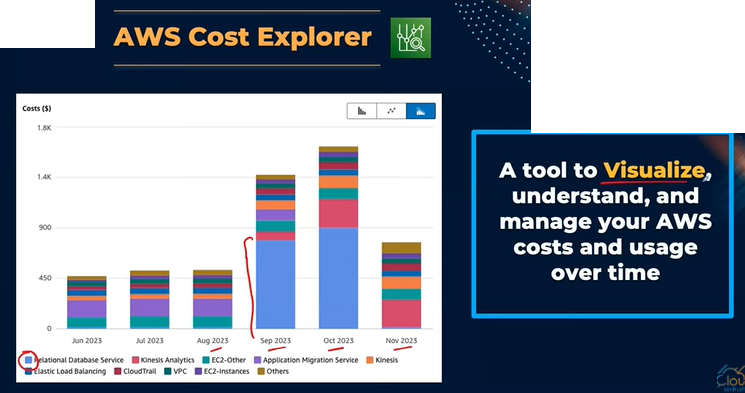 AWS Cost Explorer
Costs ($)
1.8K
1.4K
900
450
0
Jun 2023 Jul 2023 Aug 2023 Sep 2023 Oct 2023 Nov 2023
Relational Database Service Kinesis Analytics EC2-Other Application Migration Service Kinesis
Elastic Load Balancing CloudTrail VPC EC2-Instances Others
A tool to Visualize,
understand, and
manage your AWS
costs and usage
over time